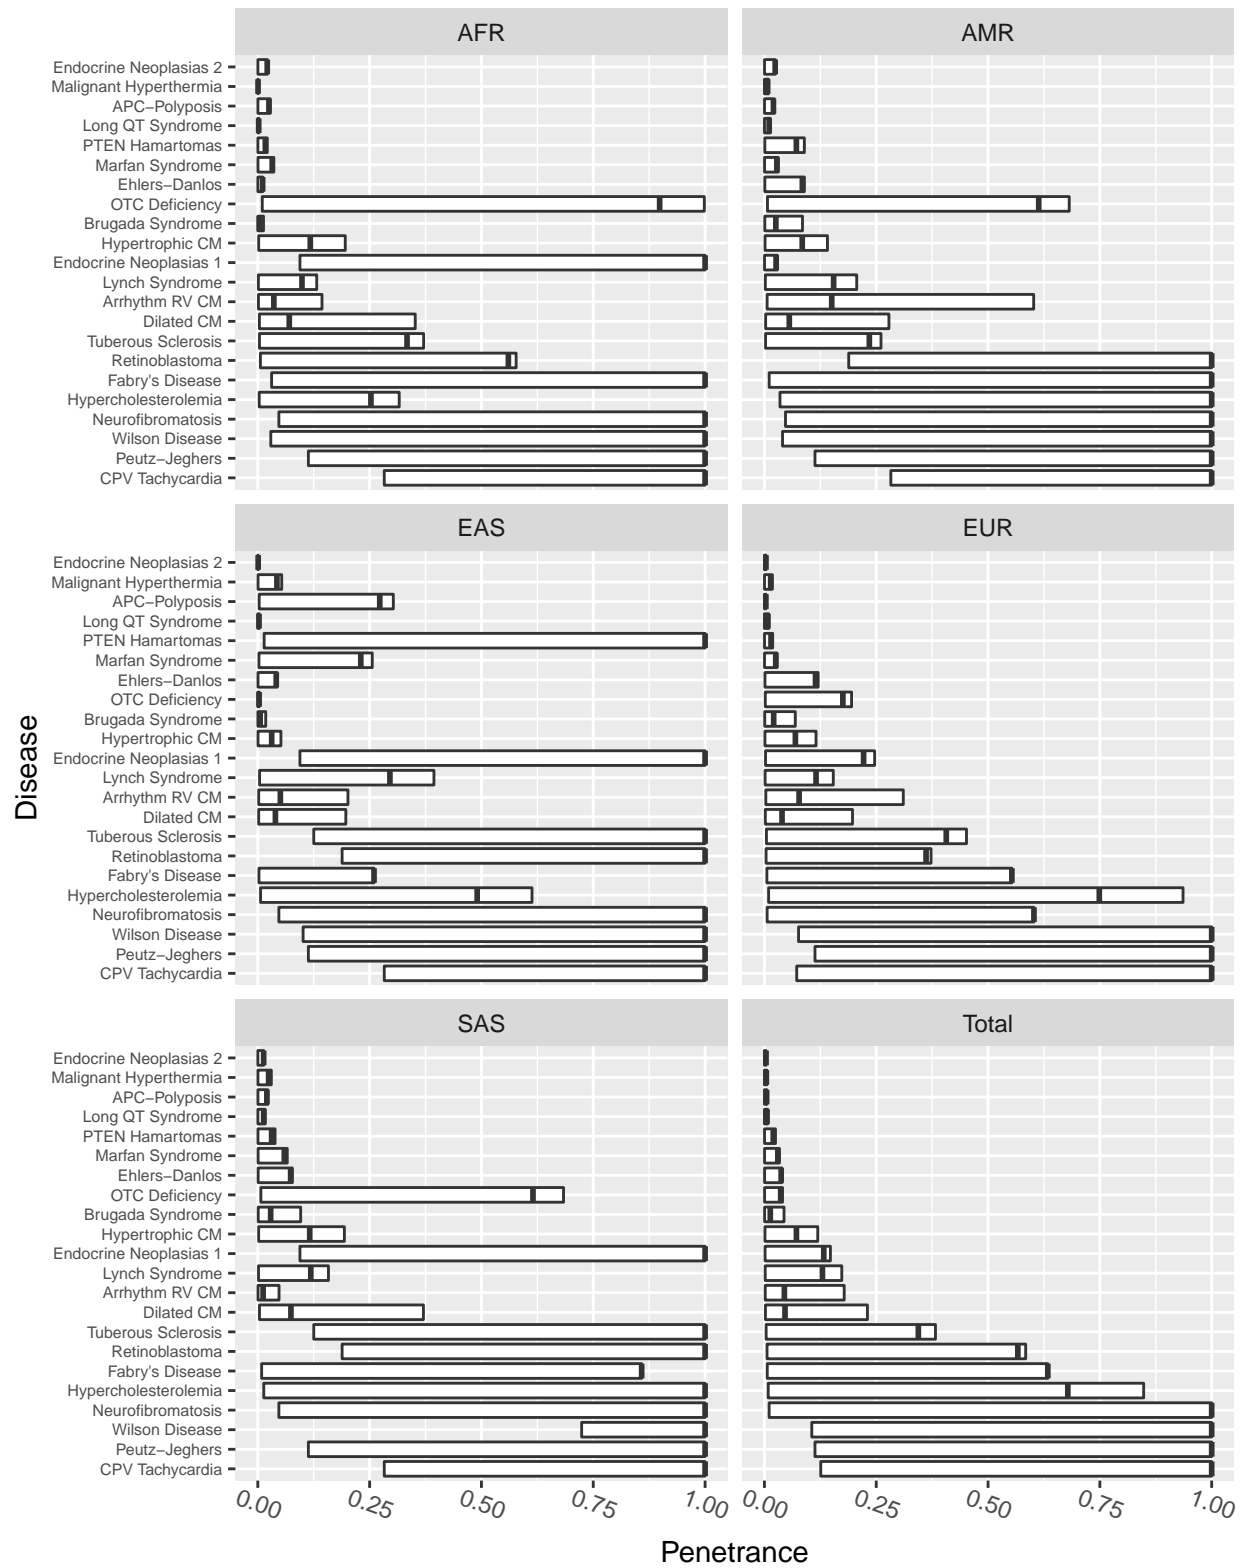 AFR
AMR
Endocrine Neoplasias 2
Malignant Hyperthermia
APC−Polyposis
Long QT Syndrome
PTEN Hamartomas
Marfan Syndrome
Ehlers−Danlos
OTC Deficiency
Brugada Syndrome
Hypertrophic CM
Endocrine Neoplasias 1
Lynch Syndrome
Arrhythm RV CM
Dilated CM
Tuberous Sclerosis
Retinoblastoma
Fabry's Disease
Hypercholesterolemia
Neurofibromatosis
Wilson Disease
Peutz−Jeghers
CPV Tachycardia
EAS
EUR
Endocrine Neoplasias 2
Malignant Hyperthermia
APC−Polyposis
Long QT Syndrome
PTEN Hamartomas
Marfan Syndrome
Ehlers−Danlos
OTC Deficiency
Brugada Syndrome
Hypertrophic CM
Endocrine Neoplasias 1
Lynch Syndrome
Arrhythm RV CM
Dilated CM
Tuberous Sclerosis
Retinoblastoma
Fabry's Disease
Hypercholesterolemia
Neurofibromatosis
Wilson Disease
Peutz−Jeghers
CPV Tachycardia
Disease
SAS
Total
Endocrine Neoplasias 2
Malignant Hyperthermia
APC−Polyposis
Long QT Syndrome
PTEN Hamartomas
Marfan Syndrome
Ehlers−Danlos
OTC Deficiency
Brugada Syndrome
Hypertrophic CM
Endocrine Neoplasias 1
Lynch Syndrome
Arrhythm RV CM
Dilated CM
Tuberous Sclerosis
Retinoblastoma
Fabry's Disease
Hypercholesterolemia
Neurofibromatosis
Wilson Disease
Peutz−Jeghers
CPV Tachycardia
0.00 0.25 0.50 0.75 1.00
0.00 0.25 0.50 0.75 1.00
Penetrance